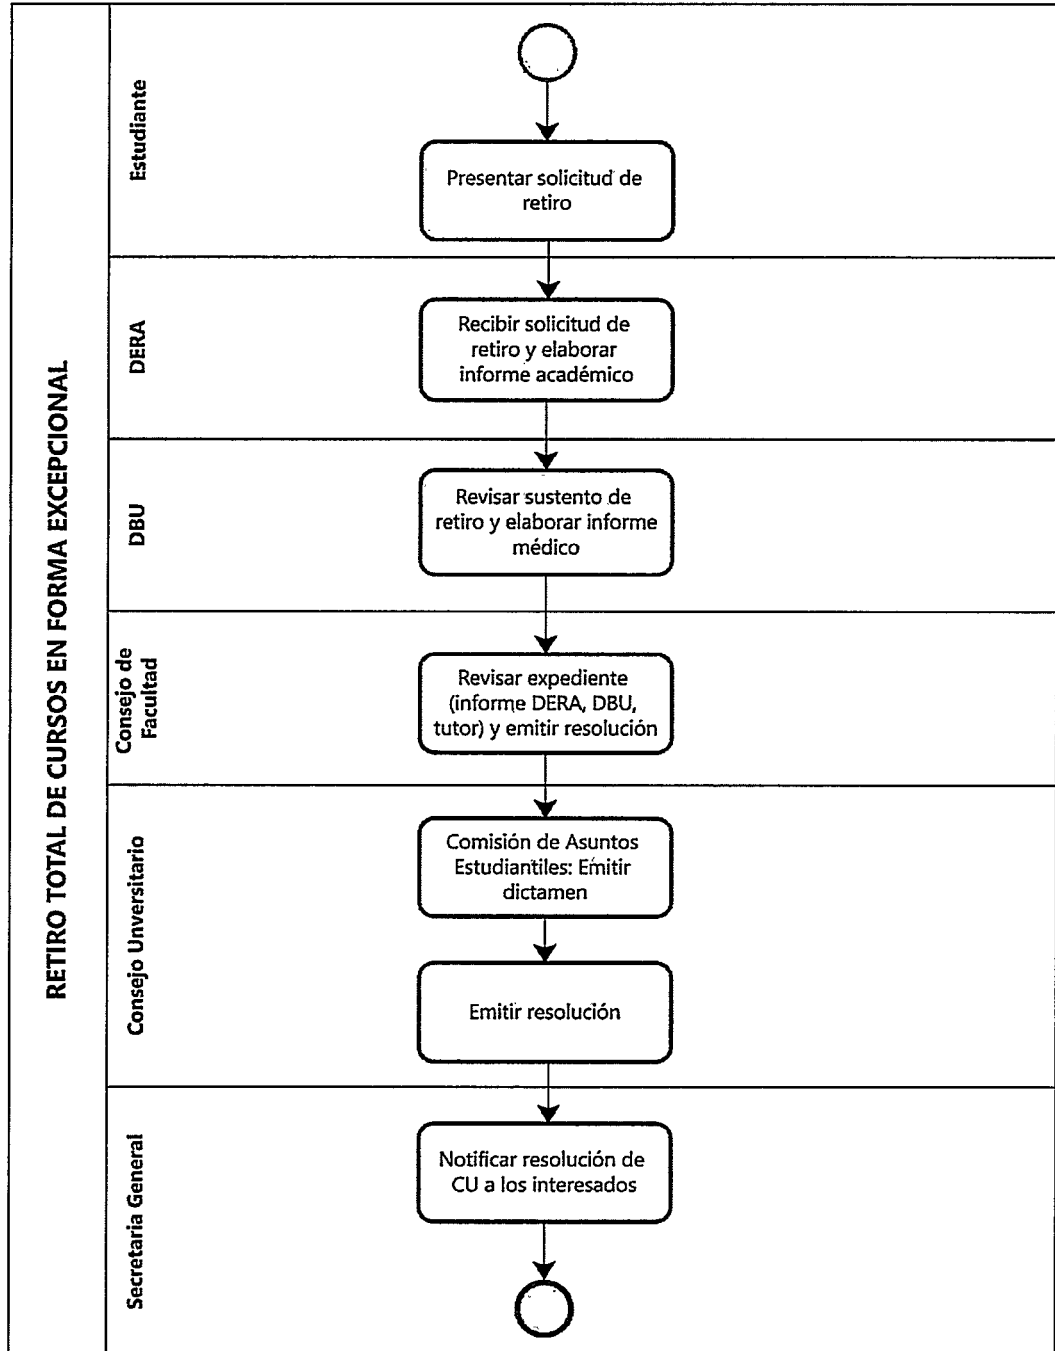 RETIRO TOTAL DE CURSOS EN FORMA EXCEPCIONAL
Estudiante
Presentar solicitud de
retiro
DERA
Recibir solicitud de
retiro y elaborar
informe académico
DBU
Revisar sustento de
retiro y elaborar informe
médico
Consejo de
Facultad
Revisar expediente
(informe DERA, DBU,
tutor) y emitir resolución
Consejo Unversitario
Comisión de Asuntos
Estudiantiles: Emitir
dictamen
Emitir resolución
Secretaria General
Notificar resolución de
CU a los interesados